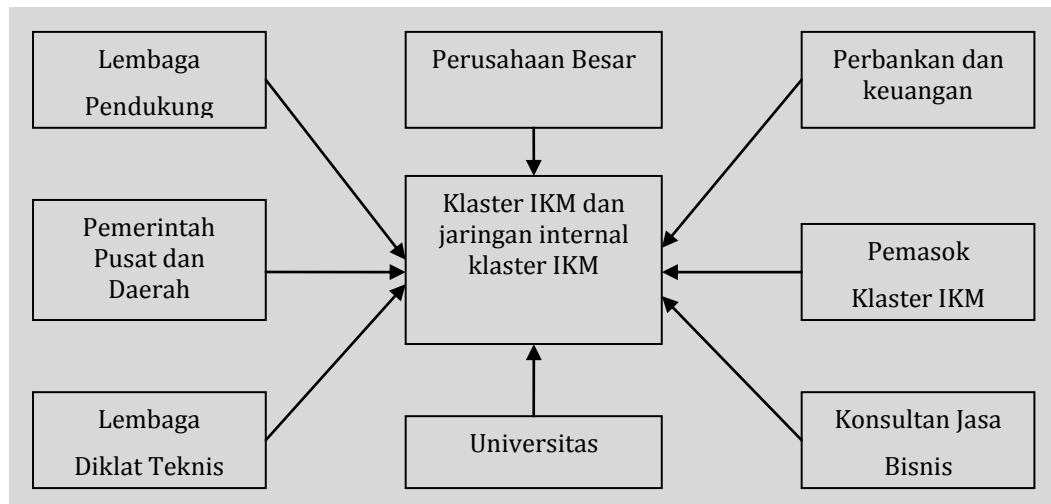 Lembaga
Pendukung
Perusahaan Besar
Perbankan dan
keuangan
Pemerintah
Pusat dan
Daerah
Klaster IKM dan
jaringan internal
klaster IKM
Pemasok
Klaster IKM
Lembaga
Diklat Teknis
Universitas
Konsultan Jasa
Bisnis